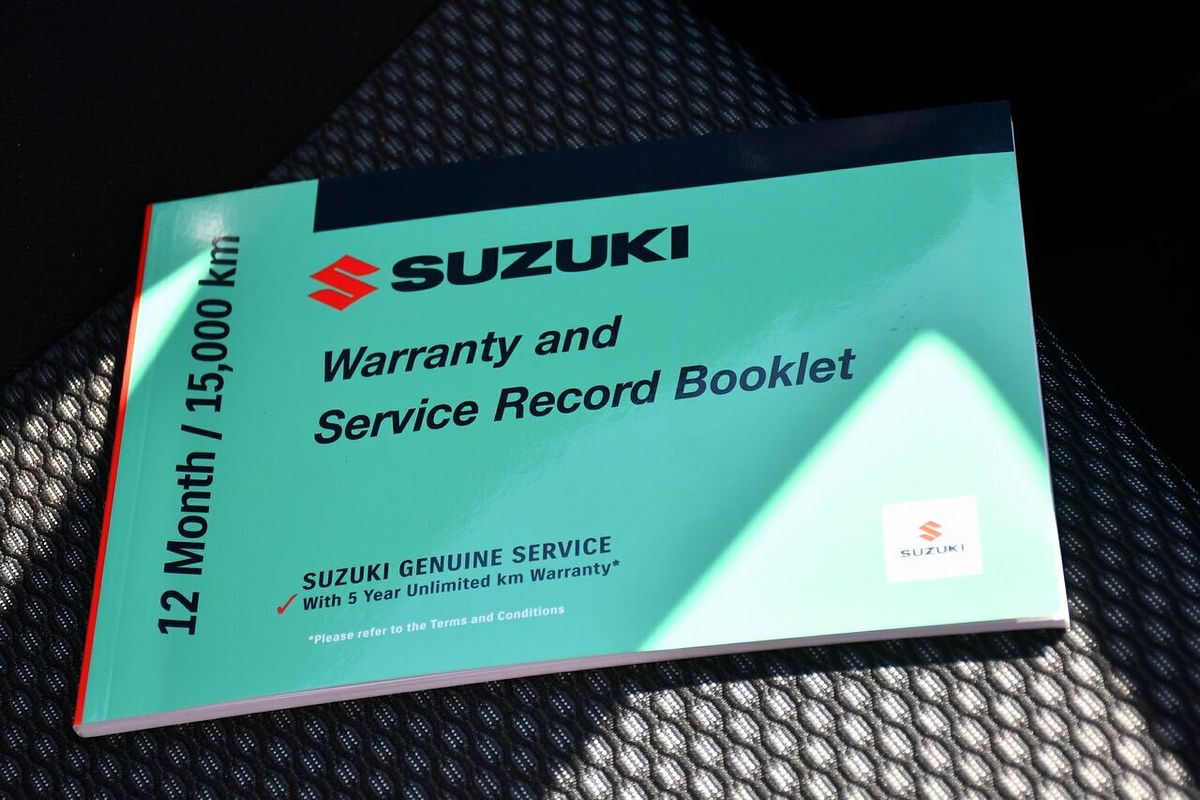 12 Month / 15,000 km
SUZUKI
Warranty and
Service Record Booklet
SUZUKI GENUINE SERVICE
With 5 Year Unlimited km Warranty*
*Please refer to the Terms and Conditions
SUZUKI